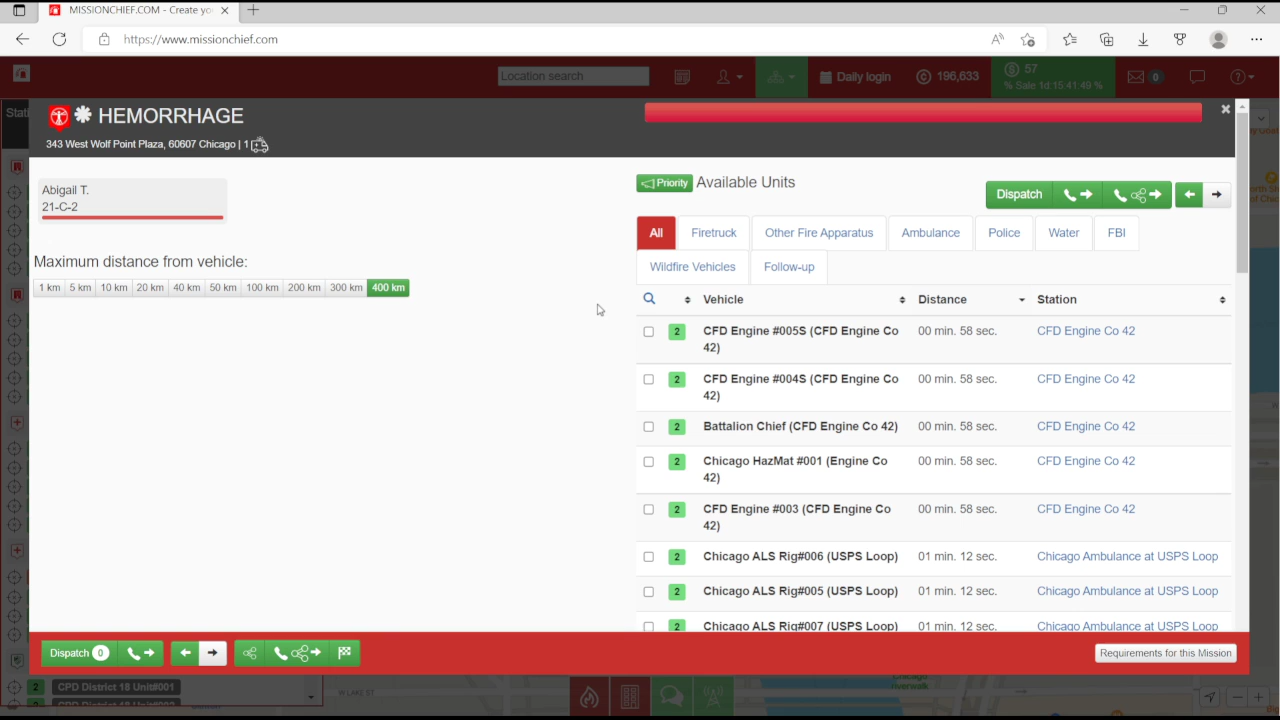 MISSIONCHIEF.COM - Create yo
https://www.missionchief.com
Location search
Daily login
196,633
57
% Sale 1d 15:41:49 %
0
Stati
HEMORRHAGE
343 West Wolf Point Plaza, 60607 Chicago | 1
Abigail T.
21-C-2
Maximum distance from vehicle:
1 km 5 km 10 km 20 km 40 km 50 km 100 km 200 km 300 km 400 km
Priority Available Units
Dispatch
All Firetruck Other Fire Apparatus Ambulance Police Water FBI
Wildfire Vehicles Follow-up
Vehicle Distance Station
2 CFD Engine #005S (CFD Engine Co 42) 00 min. 58 sec. CFD Engine Co 42
2 CFD Engine #004S (CFD Engine Co 42) 00 min. 58 sec. CFD Engine Co 42
2 Battalion Chief (CFD Engine Co 42) 00 min. 58 sec. CFD Engine Co 42
2 Chicago HazMat #001 (Engine Co 42) 00 min. 58 sec. CFD Engine Co 42
2 CFD Engine #003 (CFD Engine Co 42) 00 min. 58 sec. CFD Engine Co 42
2 Chicago ALS Rig#006 (USPS Loop) 01 min. 12 sec. Chicago Ambulance at USPS Loop
2 Chicago ALS Rig#005 (USPS Loop) 01 min. 12 sec. Chicago Ambulance at USPS Loop
2 Chicago ALS Rig#007 (USPS Loop) 01 min. 12 sec. Chicago Ambulance at USPS Loop
Dispatch 0
Requirements for this Mission
2 CPD District 18 Unit#001
W LAKE ST
Chicago
Riverwalk